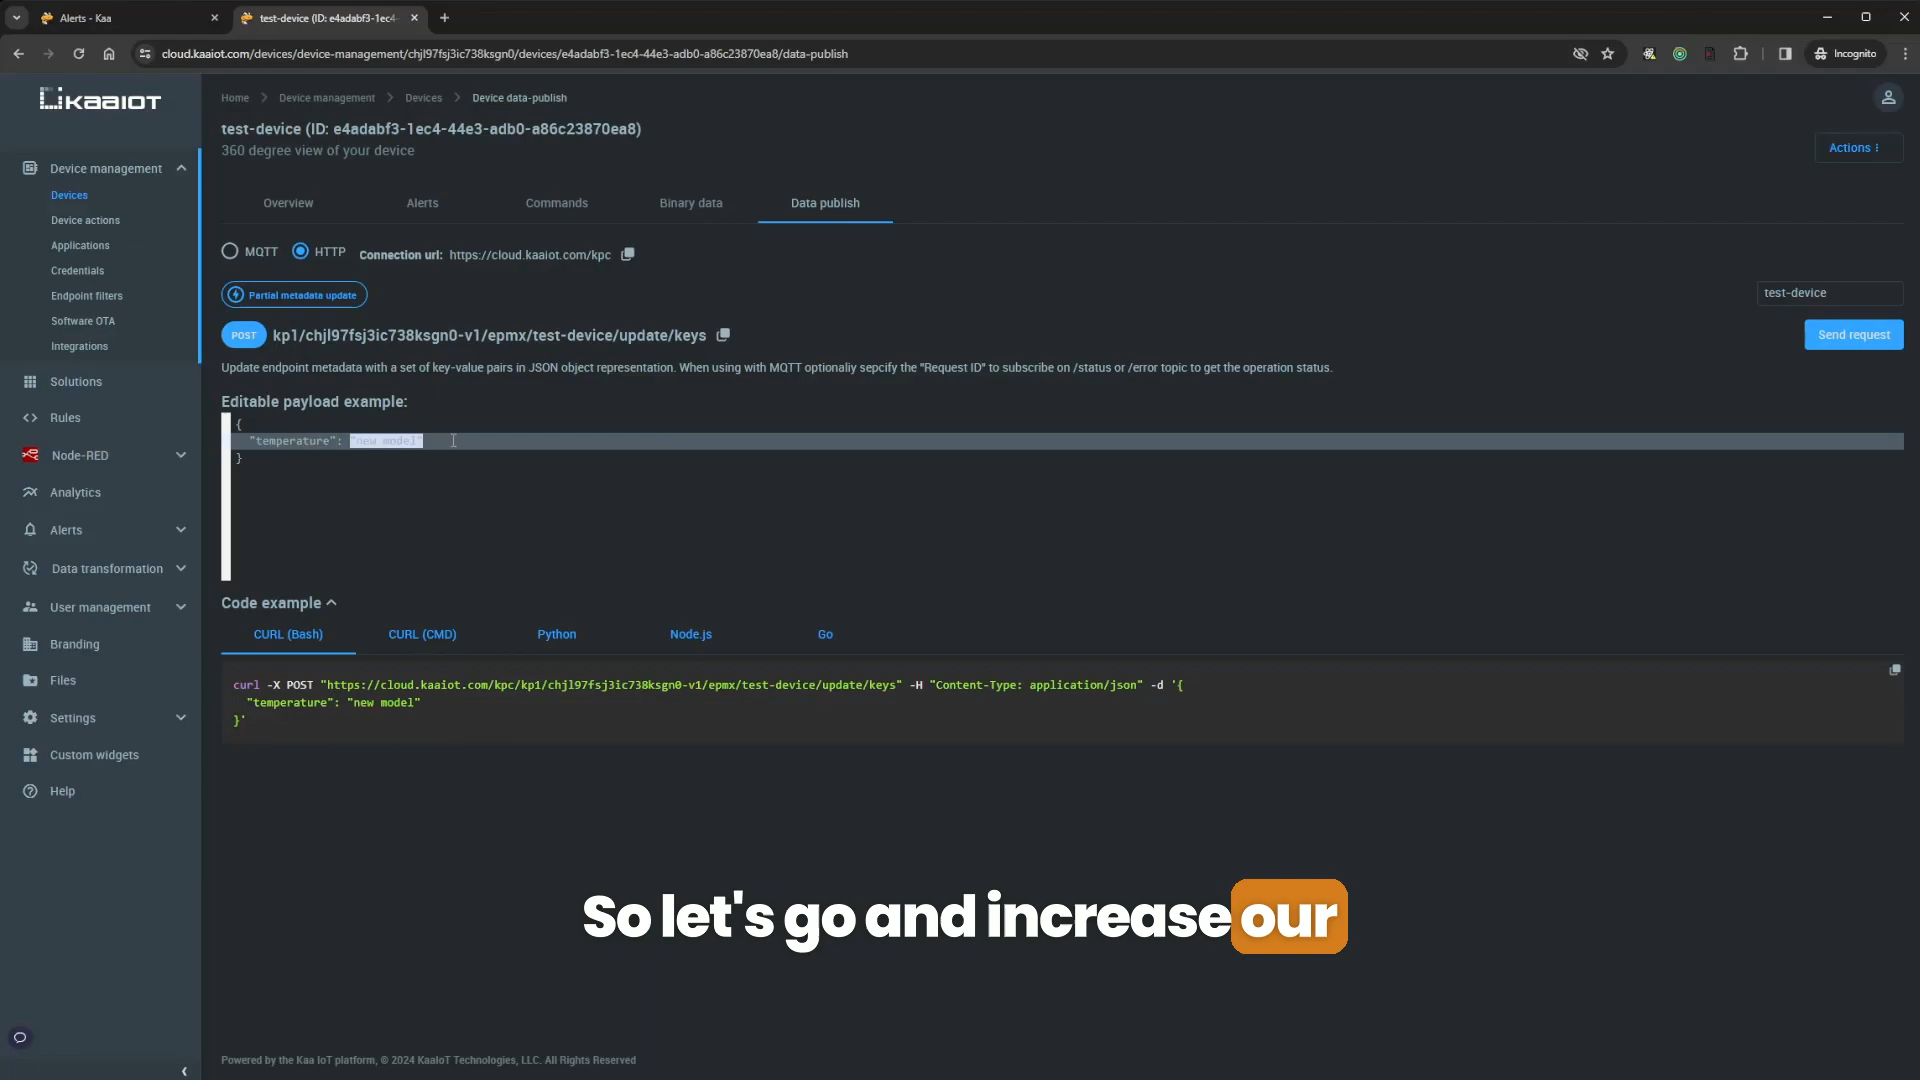 Alerts - Kaa
test-device (ID: e4adabf3-1ec4-
cloud.kaaiot.com/devices/device-management/chjl97fsj3ic738ksgn0/devices/e4adabf3-1ec4-44e3-adb0-a86c23870ea8/data-publish
Incognito
KAAIOT
Home
Device management
Devices
Device data-publish
test-device (ID: e4adabf3-1ec4-44e3-adb0-a86c23870ea8)
360 degree view of your device
Actions
Device management
Devices
Device actions
Applications
Credentials
Endpoint filters
Software OTA
Integrations
Solutions
Rules
Node-RED
Analytics
Alerts
Data transformation
User management
Branding
Files
Settings
Custom widgets
Help
Overview
Alerts
Commands
Binary data
Data publish
MQTT
HTTP
Connection url: https://cloud.kaaiot.com/kpc
Partial metadata update
test-device
POST
kp1/chjl97fsj3ic738ksgn0-v1/epmx/test-device/update/keys
Send request
Update endpoint metadata with a set of key-value pairs in JSON object representation. When using with MQTT optionaliy sepcify the "Request ID" to subscribe on /status or /error topic to get the operation status.
Editable payload example:
{
"temperature": "new model"
}
Code example
CURL (Bash)
CURL (CMD)
Python
Node.js
Go
curl -X POST "https://cloud.kaaiot.com/kpc/kp1/chjl97fsj3ic738ksgn0-v1/epmx/test-device/update/keys" -H "Content-Type: application/json" -d '{
"temperature": "new model"
}'
So let's go and increase our
Powered by the Kaa IoT platform, © 2024 KaaIoT Technologies, LLC. All Rights Reserved